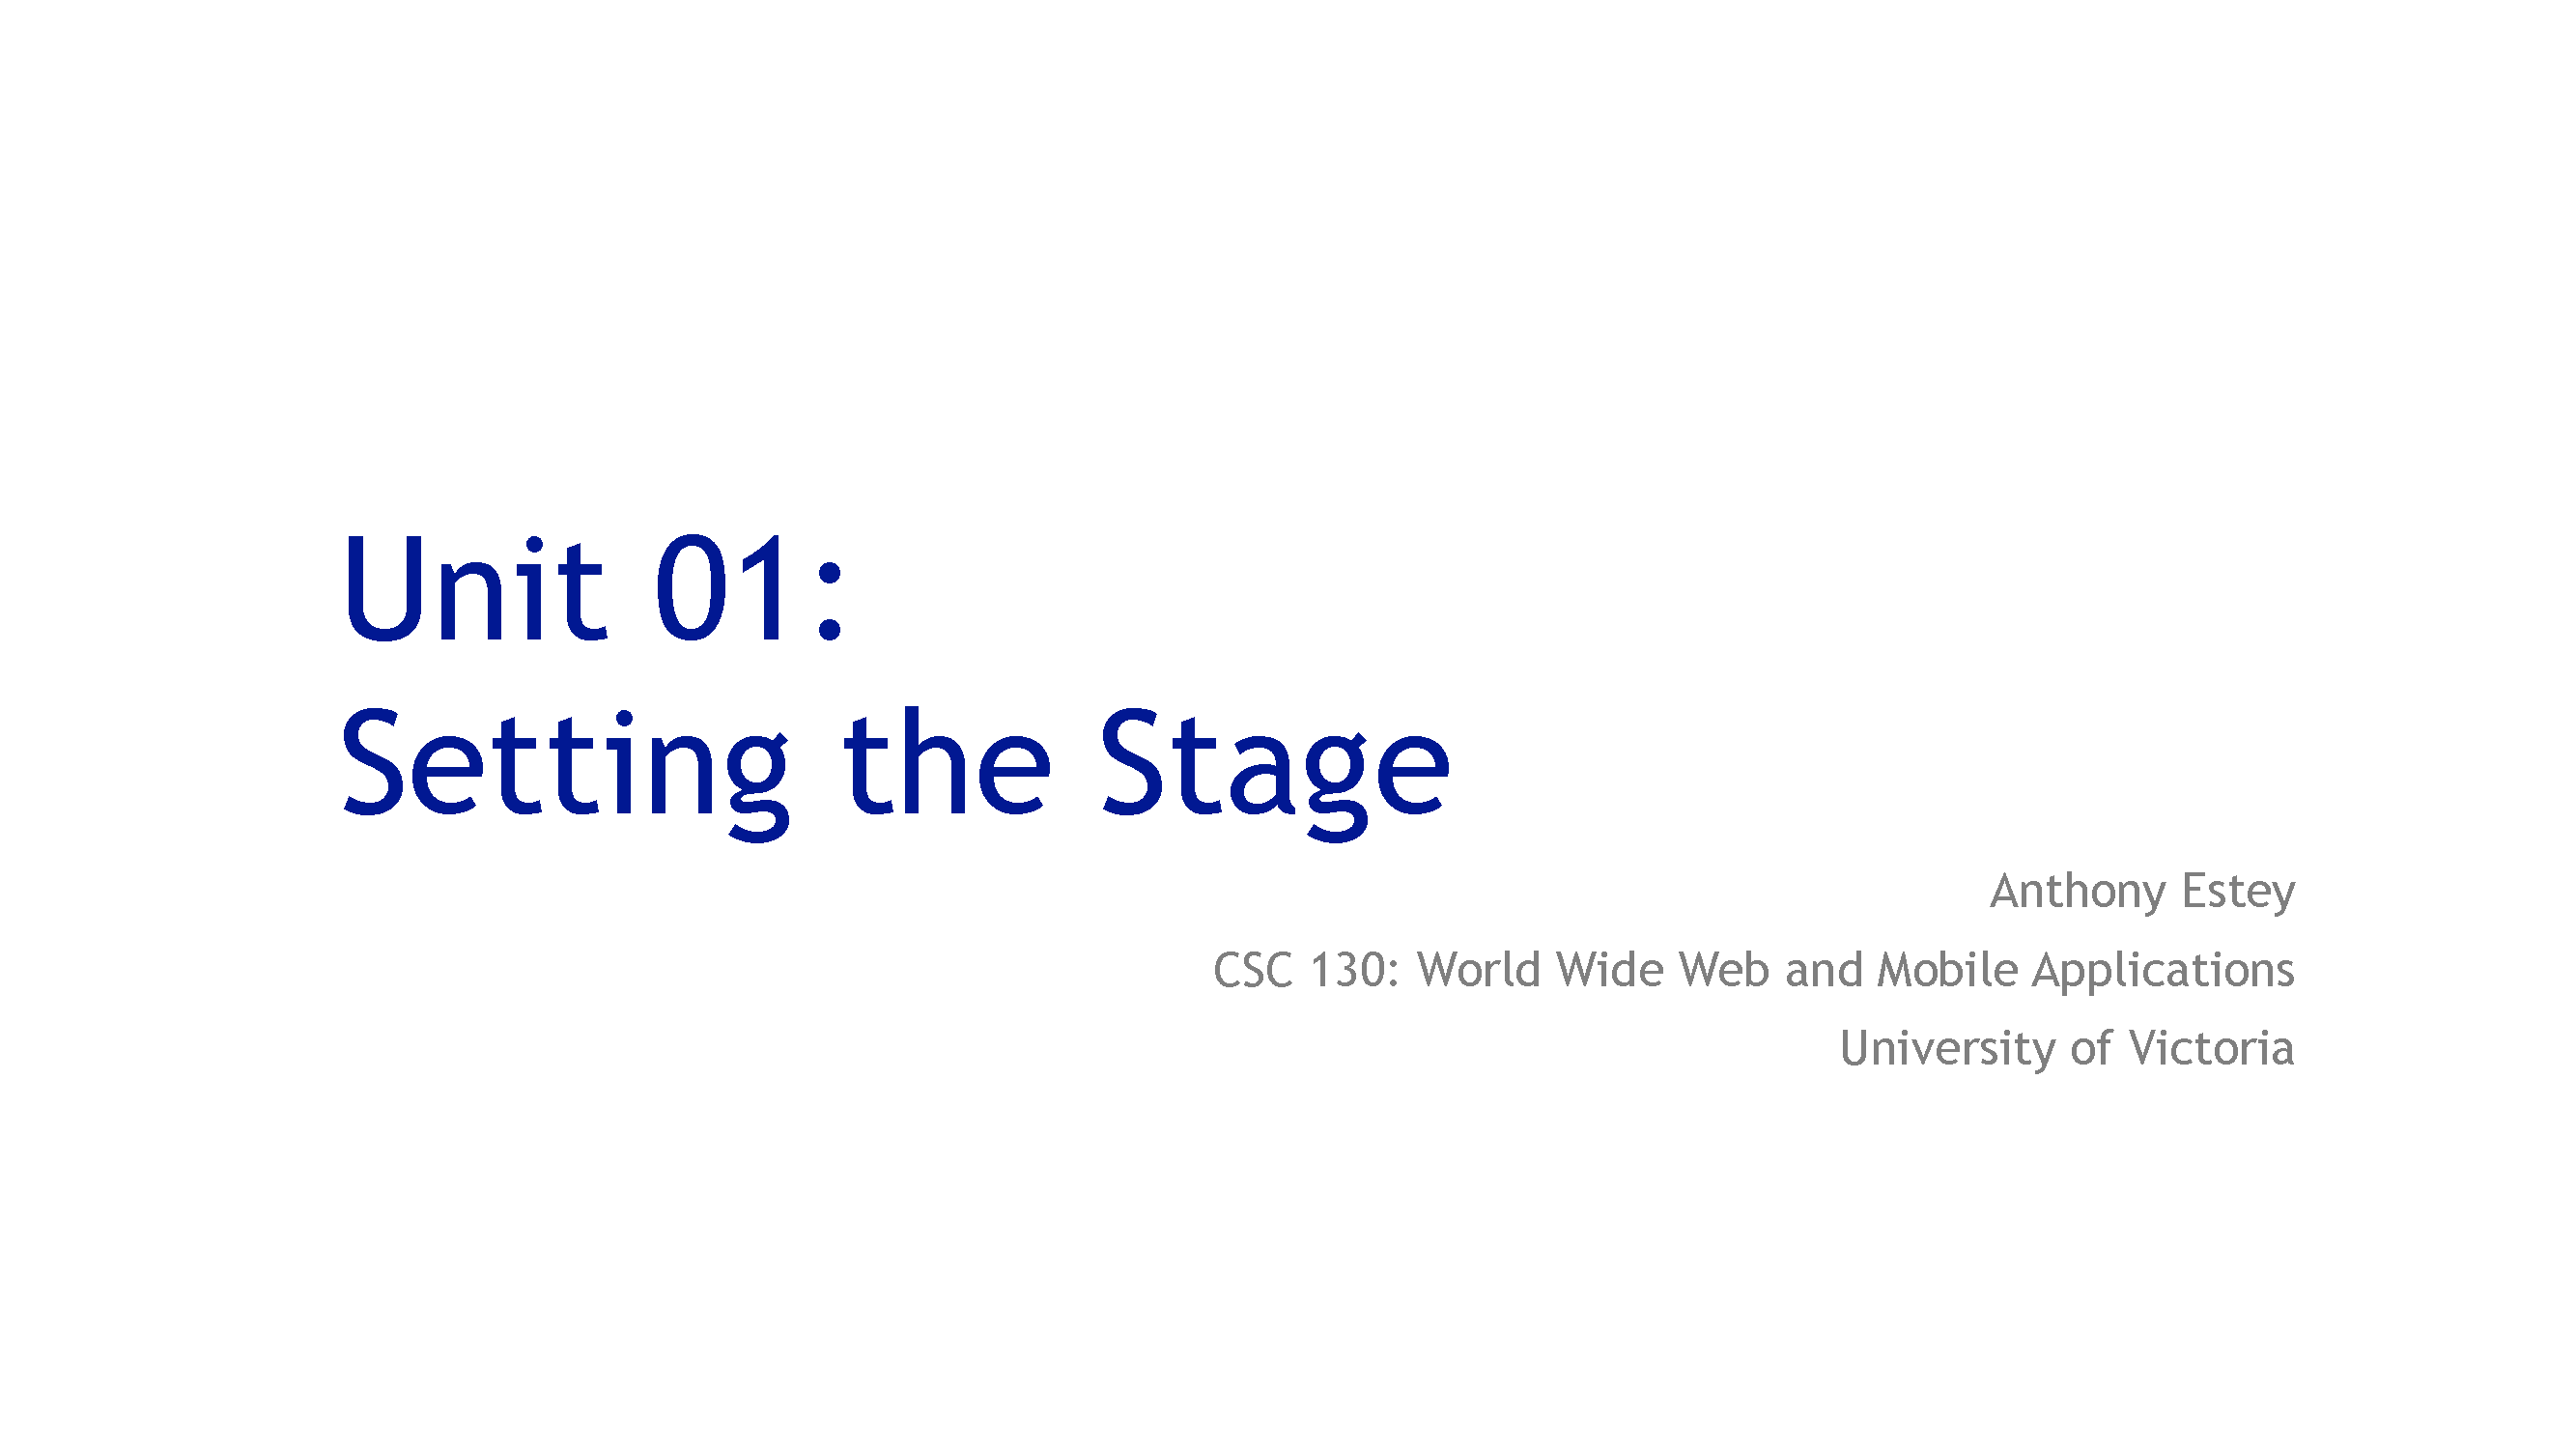 Unit 01:
Setting the Stage
Anthony Estey
CSC 130: World Wide Web and Mobile Applications
University of Victoria